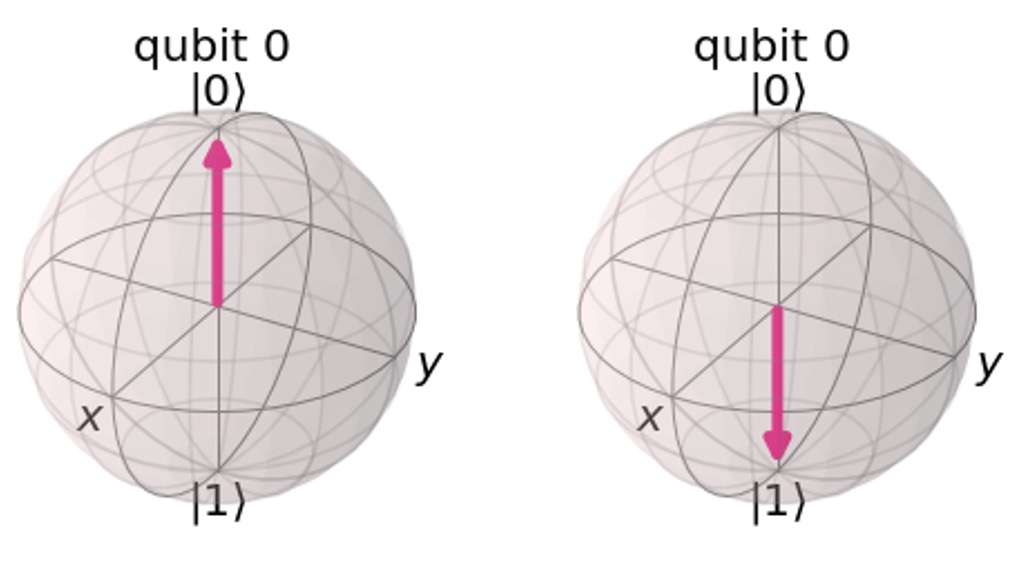 qubit 0
|0⟩
x
y
|1⟩
qubit 0
|0⟩
x
y
|1⟩